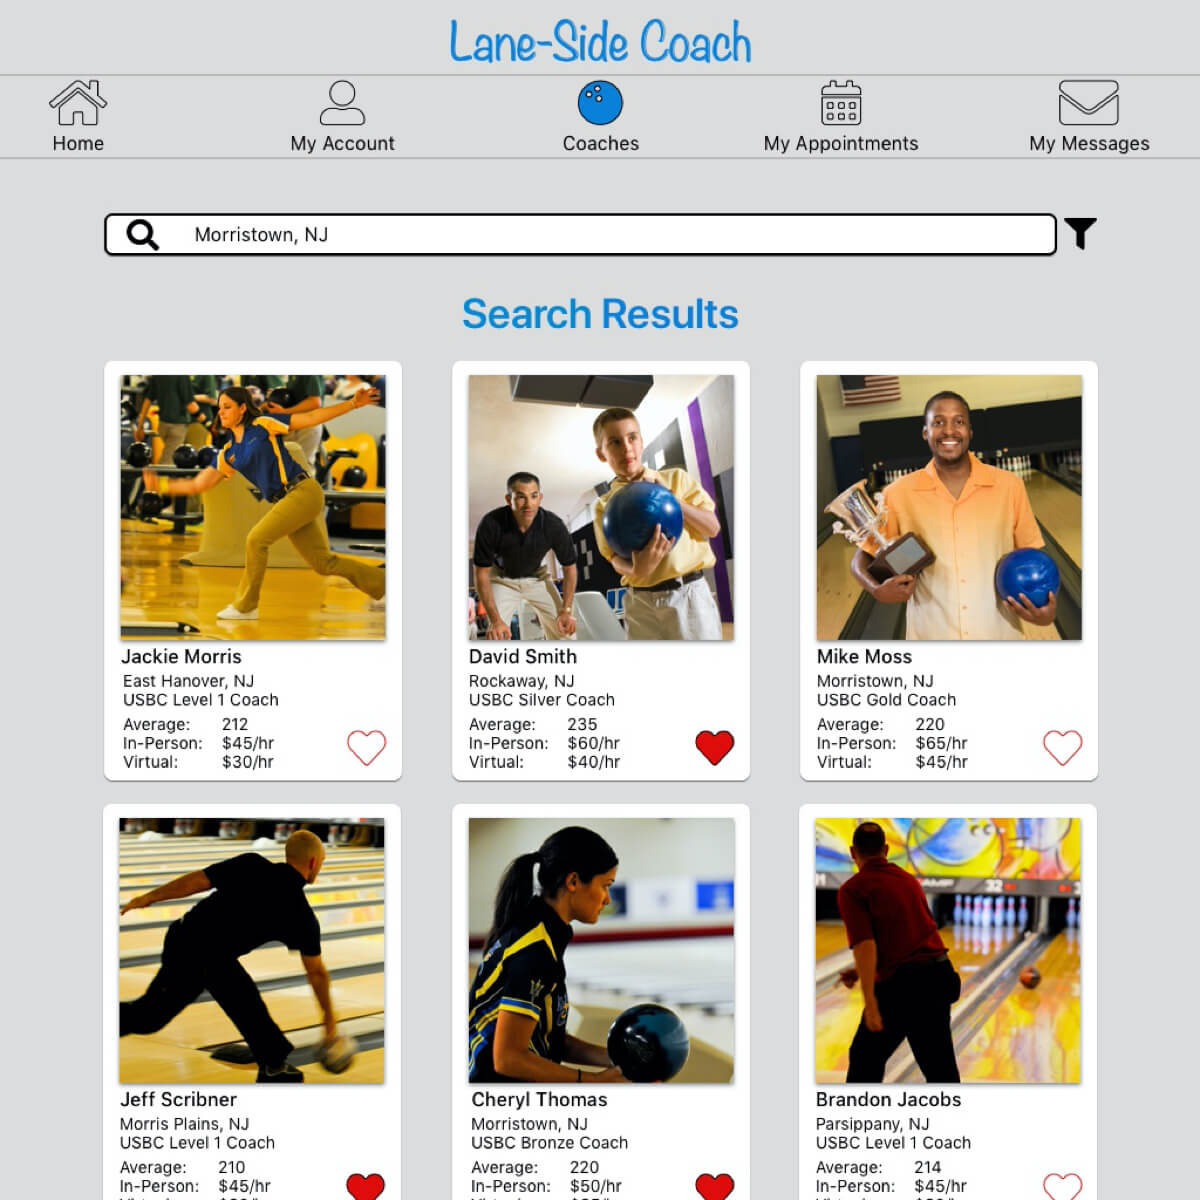 Lane-Side Coach
Home
My Account
Coaches
My Appointments
My Messages
Morristown, NJ
Search Results
Jackie Morris
East Hanover, NJ
USBC Level 1 Coach
Average: 212
In-Person: $45/hr
Virtual: $30/hr
David Smith
Rockaway, NJ
USBC Silver Coach
Average: 235
In-Person: $60/hr
Virtual: $40/hr
Mike Moss
Morristown, NJ
USBC Gold Coach
Average: 220
In-Person: $65/hr
Virtual: $45/hr
Jeff Scribner
Morris Plains, NJ
USBC Level 1 Coach
Average: 210
In-Person: $45/hr
Cheryl Thomas
Morristown, NJ
USBC Bronze Coach
Average: 220
In-Person: $50/hr
32
Brandon Jacobs
Parsippany, NJ
USBC Level 1 Coach
Average: 214
In-Person: $45/hr